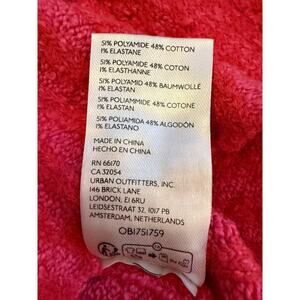 51% POLYAMIDE 48% COTTON
1% ELASTANE
51% POLYAMIDE 48% COTON
1% ELASTHANNE
51% POLYAMID 48% BAUMWOLLE
1% ELASTAN
51% POLIAMMIDE 48% COTONE
1% ELASTAN
51% POLIAMIDA 48% ALGODÓN
1% ELASTANO
MADE IN CHINA
HECHO EN CHINA
RN 66170
CA 32054
URBAN OUTFITTERS, INC.
146 BRICK LANE
LONDON, E1 6RU
LEIDSESTRAAT 32, 1017 PB
AMSTERDAM, NETHERLANDS
OB1751759